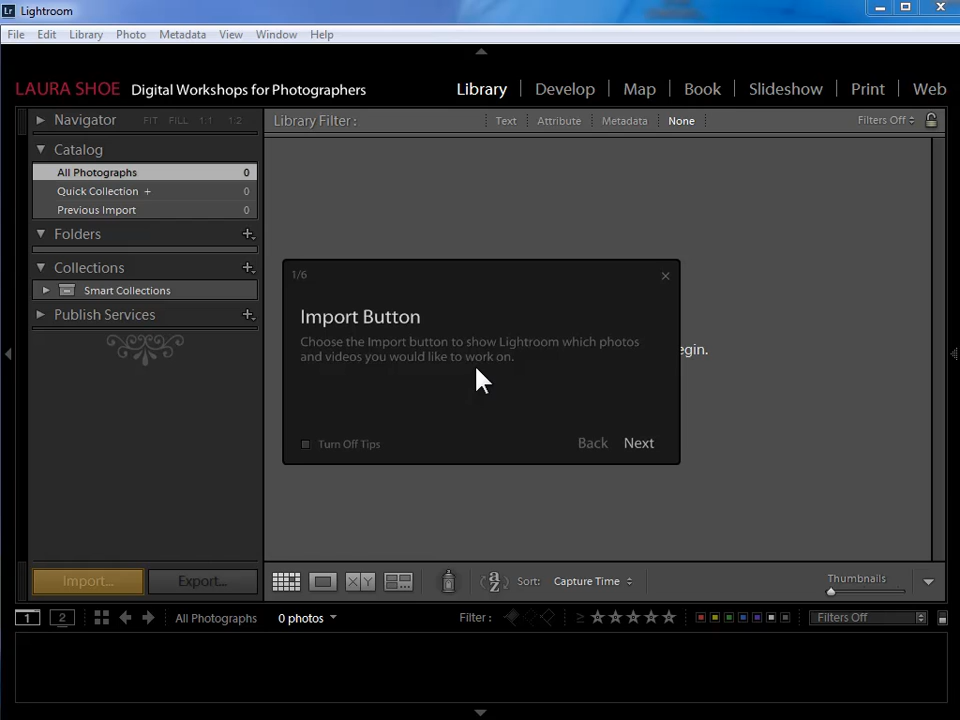 Lr Lightroom
File Edit Library Photo Metadata View Window Help
LAURA SHOE Digital Workshops for Photographers
Library | Develop | Map | Book | Slideshow | Print | Web
Navigator FIT FILL 1:1 1:2
Library Filter : Text Attribute Metadata None Filters Off
Catalog
All Photographs 0
Quick Collection + 0
Previous Import 0
Folders
Collections
Smart Collections
Publish Services
1/6
Import Button
Choose the Import button to show Lightroom which photos
and videos you would like to work on.
egin.
Turn Off Tips Back Next
Import... Export...
X Y
a z Sort: Capture Time
Thumbnails
1 2 All Photographs 0 photos Filter : ≥ Filters Off